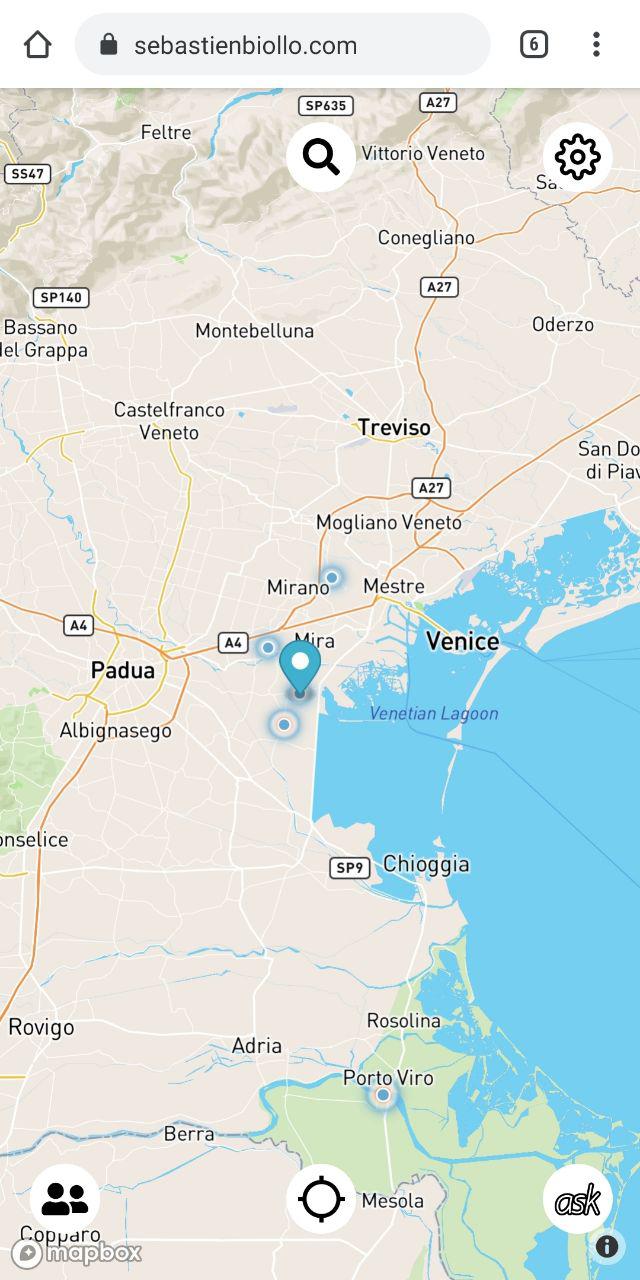 sebastienbiollo.com
6
SP635
A27
Feltre
Vittorio Veneto
SS47
Conegliano
A27
SP140
Oderzo
Bassano
del Grappa
Montebelluna
Castelfranco
Veneto
Treviso
San Do
di Piav
A27
Mogliano Veneto
Mirano
Mestre
A4
A4
Mira
Venice
Padua
Venetian Lagoon
Albignasego
onselice
SP9
Chioggia
Rosolina
Rovigo
Adria
Porto Viro
Berra
ask
Mesola
Copparo
mapbox